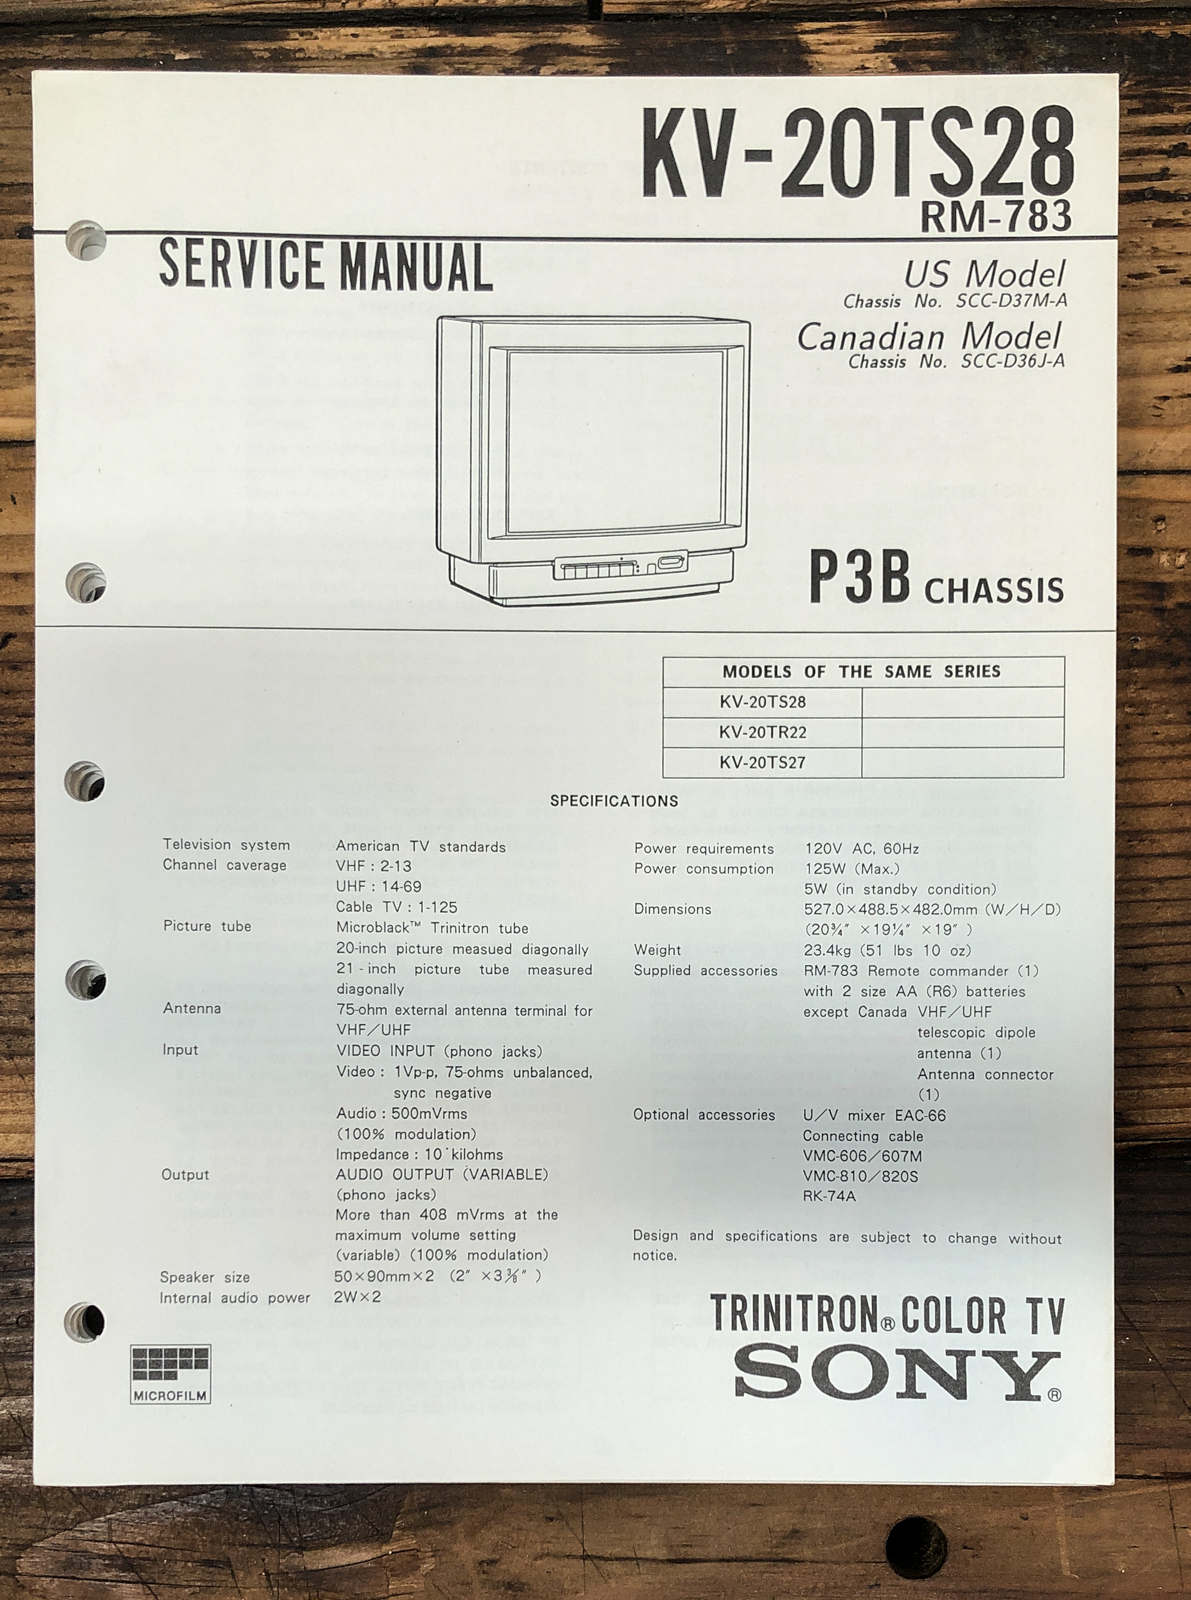 KV-20TS28
RM-783
SERVICE MANUAL
US Model
Chassis No. SCC-D37M-A
Canadian Model
Chassis No. SCC-D36J-A
P3B CHASSIS
MODELS OF THE SAME SERIES
KV-20TS28
KV-20TR22
KV-20TS27
SPECIFICATIONS
Television system American TV standards
Channel caverage VHF : 2-13
UHF : 14-69
Cable TV : 1-125
Picture tube Microblack™ Trinitron tube
20-inch picture measued diagonally
21-inch picture tube measured
diagonally
Antenna 75-ohm external antenna terminal for
VHF/UHF
Input VIDEO INPUT (phono jacks)
Video : 1Vp-p, 75-ohms unbalanced,
sync negative
Audio : 500mVrms
(100% modulation)
Impedance : 10 kilohms
Output AUDIO OUTPUT (VARIABLE)
(phono jacks)
More than 408 mVrms at the
maximum volume setting
(variable) (100% modulation)
Speaker size 50×90mm×2 (2″ ×3⅝″ )
Internal audio power 2W×2
Power requirements 120V AC, 60Hz
Power consumption 125W (Max.)
5W (in standby condition)
Dimensions 527.0×488.5×482.0mm (W/H/D)
(20¾″ ×19¼″ ×19″ )
Weight 23.4kg (51 lbs 10 oz)
Supplied accessories RM-783 Remote commander (1)
with 2 size AA (R6) batteries
except Canada VHF/UHF
telescopic dipole
antenna (1)
Antenna connector
(1)
Optional accessories U/V mixer EAC-66
Connecting cable
VMC-606/607M
VMC-810/820S
RK-74A
Design and specifications are subject to change without
notice.
TRINITRON® COLOR TV
SONY®
MICROFILM